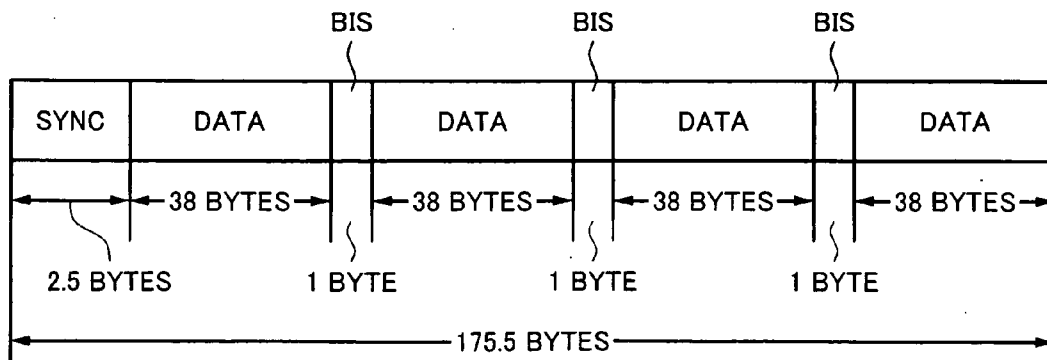 BIS BIS BIS
SYNC DATA DATA DATA DATA
38 BYTES 38 BYTES 38 BYTES 38 BYTES
2.5 BYTES 1 BYTE 1 BYTE 1 BYTE
175.5 BYTES